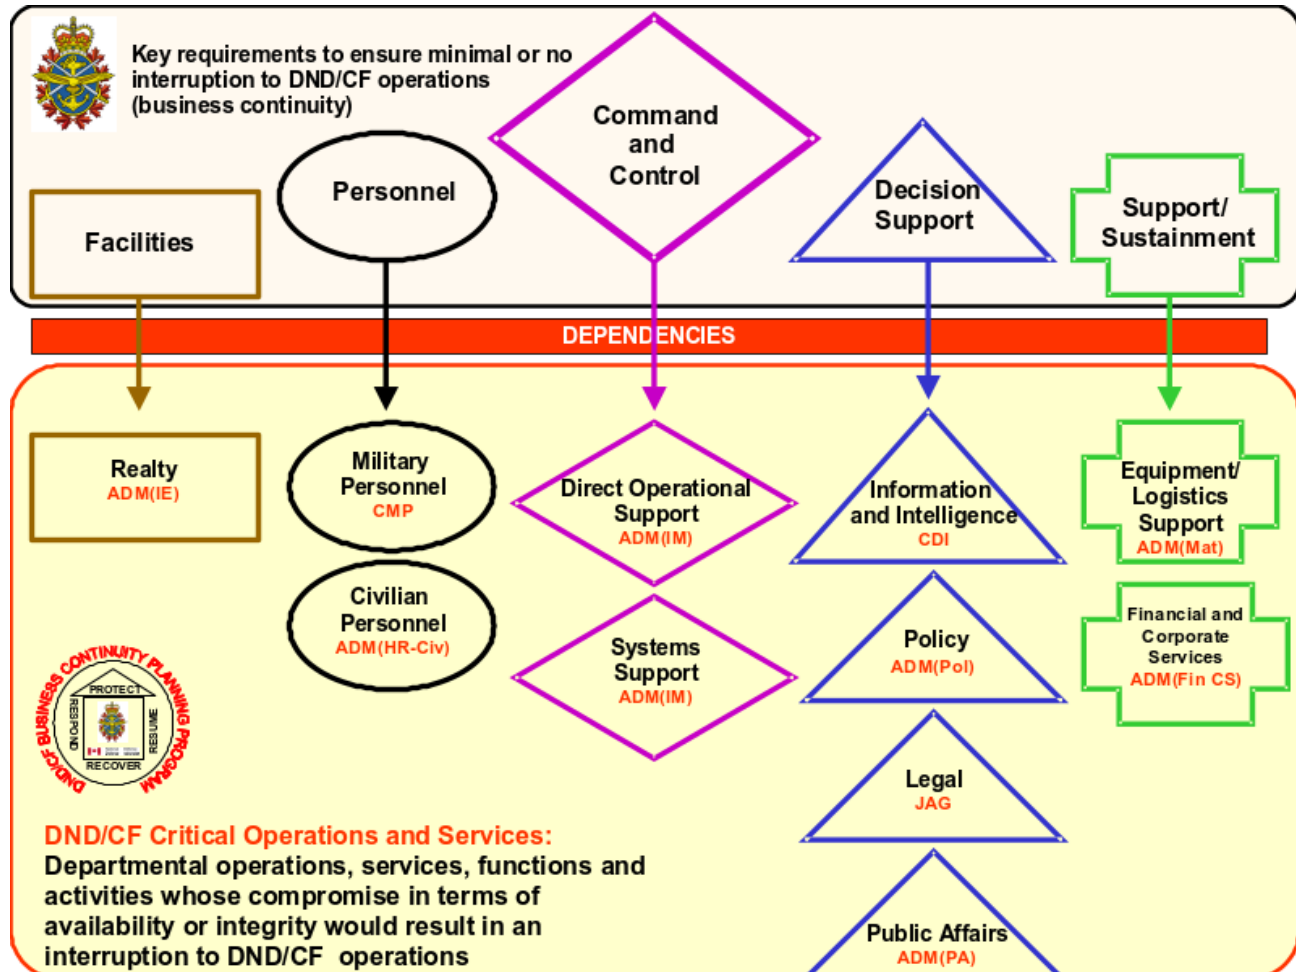 Key requirements to ensure minimal or no
interruption to DND/CF operations
(business continuity)
Facilities
Personnel
Command
and
Control
Decision
Support
Support/
Sustainment
DEPENDENCIES
Realty
ADM(IE)
Military
Personnel
CMP
Civilian
Personnel
ADM(HR-Civ)
Direct Operational
Support
ADM(IM)
Systems
Support
ADM(IM)
Information
and Intelligence
CDI
Policy
ADM(Pol)
Legal
JAG
Public Affairs
ADM(PA)
Equipment/
Logistics
Support
ADM(Mat)
Financial and
Corporate
Services
ADM(Fin CS)
DND/CF BUSINESS CONTINUITY PLANNING PROGRAM
PROTECT
RESPOND
RESUME
RECOVER
DND/CF Critical Operations and Services:
Departmental operations, services, functions and
activities whose compromise in terms of
availability or integrity would result in an
interruption to DND/CF operations